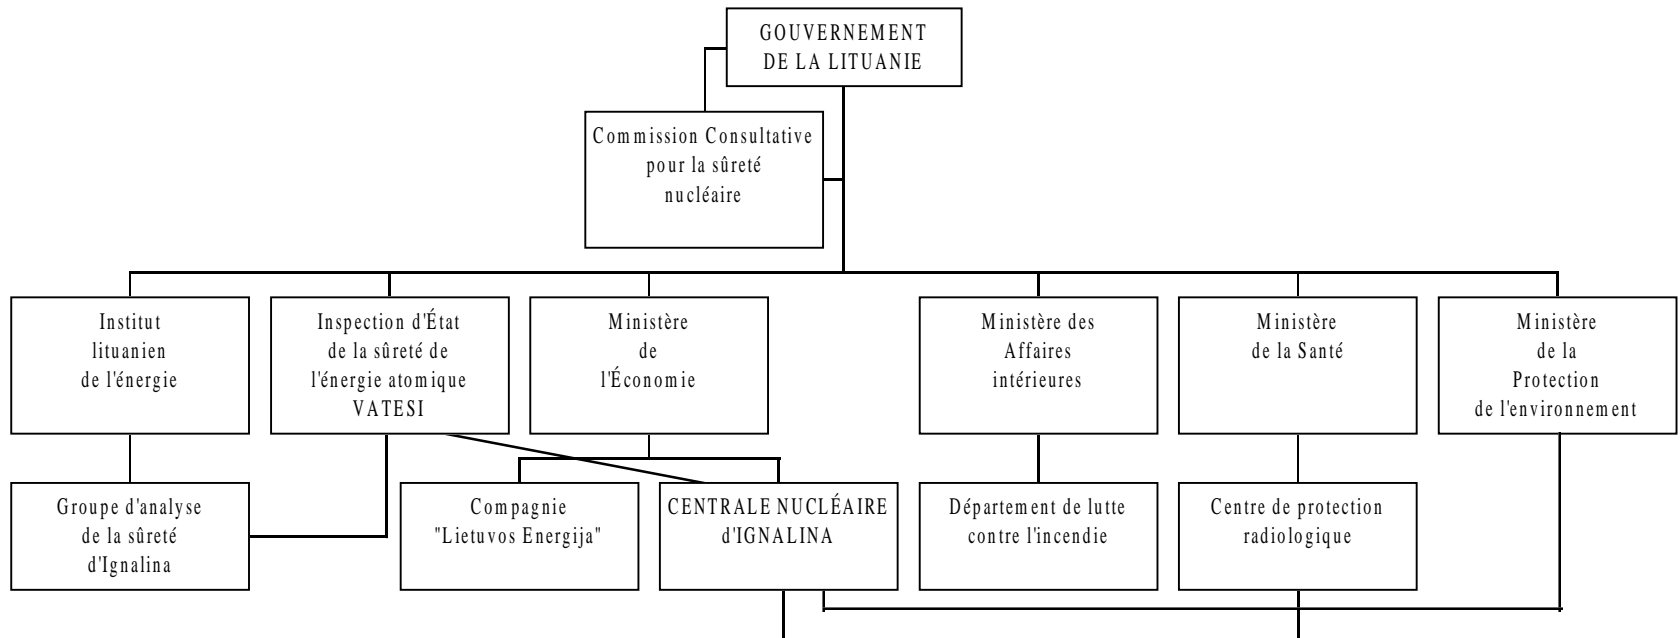 GOUVERNEMENT
DE LA LITUANIE
Commission Consultative
pour la sûreté
nucléaire
Institut
lituanien
de l'énergie
Inspection d'État
de la sûreté de
l'énergie atomique
VATESI
Ministère
de
l'Économie
Ministère des
Affaires
intérieures
Ministère
de la Santé
Ministère
de la
Protection
de l'environnement
Groupe d'analyse
de la sûreté
d'Ignalina
Compagnie
"Lietuvos Energija"
CENTRALE NUCLÉAIRE
d'IGNALINA
Département de lutte
contre l'incendie
Centre de protection
radiologique